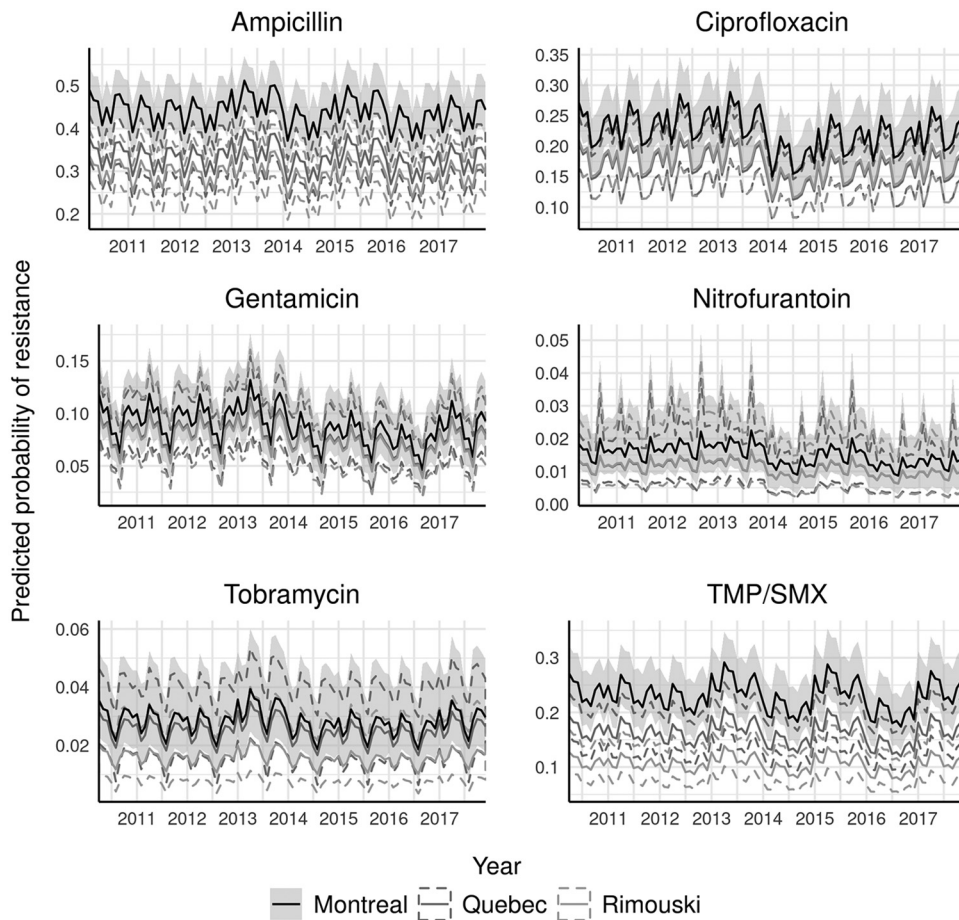 Ampicillin
Ciprofloxacin
0.5
0.4
0.3
0.2
2011 2012 2013 2014 2015 2016 2017
0.35
0.30
0.25
0.20
0.15
0.10
2011 2012 2013 2014 2015 2016 2017
Gentamicin
Nitrofurantoin
0.15
0.10
0.05
2011 2012 2013 2014 2015 2016 2017
0.05
0.04
0.03
0.02
0.01
0.00
2011 2012 2013 2014 2015 2016 2017
Predicted probability of resistance
Tobramycin
TMP/SMX
0.06
0.04
0.02
2011 2012 2013 2014 2015 2016 2017
0.3
0.2
0.1
2011 2012 2013 2014 2015 2016 2017
Year
Montreal Quebec Rimouski